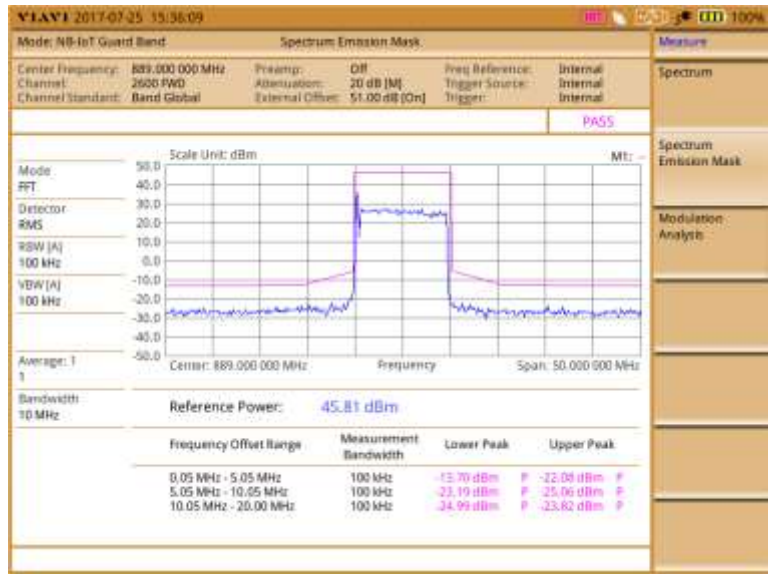 VIAVI 2017-07-25 15:36:09 100%
Mode: NB-IoT Guard Band Spectrum Emission Mask Measure
Center Frequency: 889.000 000 MHz Preamp: Off Freq Reference: Internal
Channel: 2600 FWD Attenuation: 20 dB [M] Trigger Source: Internal
Channel Standard: Band Global External Offset: 51.00 dB [On] Trigger: Internal
Spectrum
PASS
Spectrum
Emission Mask
Modulation
Analysis
Scale Unit: dBm M1: --
Mode
FFT
Detector
RMS
RBW [A]
100 kHz
VBW [A]
100 kHz
Average: 1
1
Bandwidth
10 MHz
50.0
40.0
30.0
20.0
10.0
0.0
-10.0
-20.0
-30.0
-40.0
-50.0
Center: 889.000 000 MHz Frequency Span: 50.000 000 MHz
Reference Power: 45.81 dBm
Frequency Offset Range Measurement Bandwidth Lower Peak Upper Peak
0.05 MHz - 5.05 MHz 100 kHz -13.70 dBm P -22.08 dBm P
5.05 MHz - 10.05 MHz 100 kHz -23.19 dBm P -25.06 dBm P
10.05 MHz - 20.00 MHz 100 kHz -24.99 dBm P -23.82 dBm P